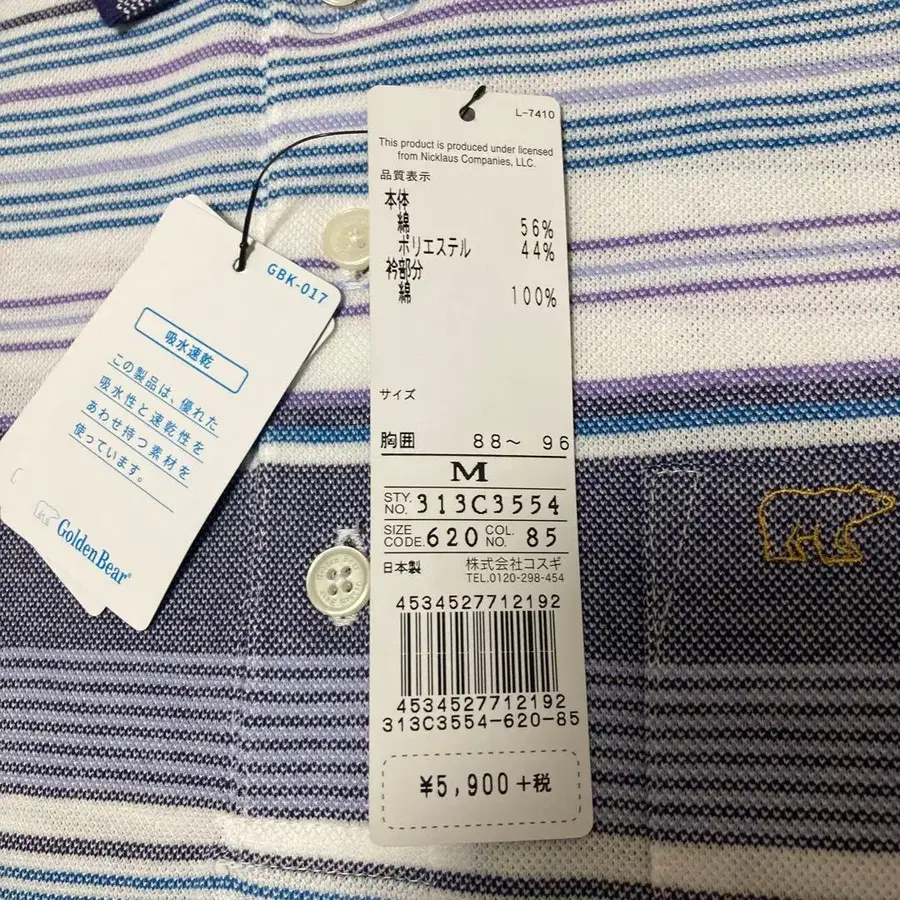 L-7410
This product is produced under licensed
from Nicklaus Companies, LLC.
品質表示
本体
綿 56%
ポリエステル 44%
衿部分
綿 100%
サイズ
胸囲 88～ 96
M
STY. NO. 313C3554
SIZE CODE. 620 COL NO. 85
日本製 株式会社コスギ
TEL.0120-298-454
4534527712192
4534527712192
313C3554-620-85
¥5,900+税
GBK-017
吸水速乾
この製品は、優れた
吸水性と速乾性を
あわせ持つ素材を
使っています。
GoldenBear®